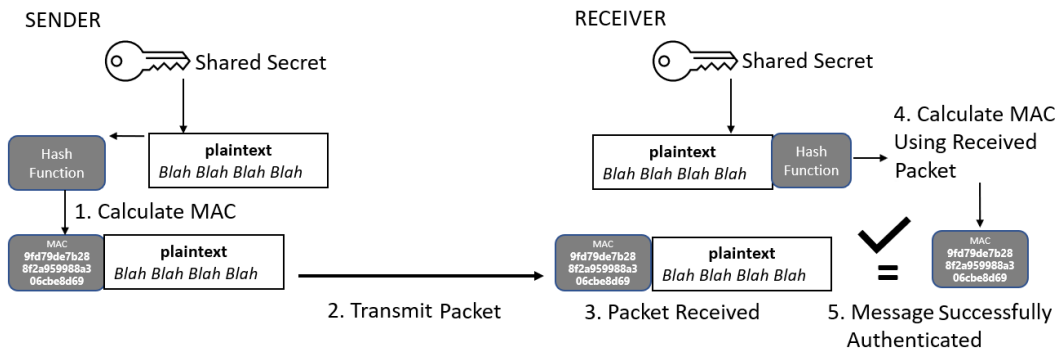 SENDER
Shared Secret
Hash
Function
plaintext
Blah Blah Blah Blah
1. Calculate MAC
MAC
9fd79de7b28
8f2a959988a3
06cbe8d69
plaintext
Blah Blah Blah Blah
2. Transmit Packet
RECEIVER
Shared Secret
plaintext
Blah Blah Blah Blah
Hash
Function
4. Calculate MAC
Using Received
Packet
MAC
9fd79de7b28
8f2a959988a3
06cbe8d69
plaintext
Blah Blah Blah Blah
3. Packet Received
=
MAC
9fd79de7b28
8f2a959988a3
06cbe8d69
5. Message Successfully
Authenticated